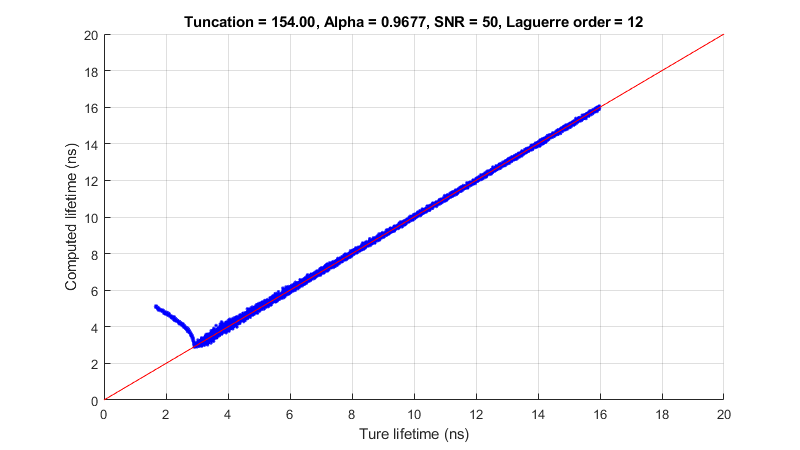 Tuncation = 154.00, Alpha = 0.9677, SNR = 50, Laguerre order = 12
Computed lifetime (ns)
20
18
16
14
12
10
8
6
4
2
0
0 2 4 6 8 10 12 14 16 18 20
Ture lifetime (ns)